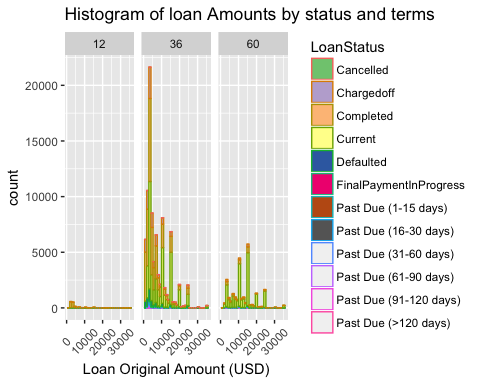 Histogram of loan Amounts by status and terms
12
36
60
20000
15000
10000
5000
0
count
0
10000
20000
30000
0
10000
20000
30000
0
10000
20000
30000
Loan Original Amount (USD)
LoanStatus
Cancelled
Chargedoff
Completed
Current
Defaulted
FinalPaymentInProgress
Past Due (1-15 days)
Past Due (16-30 days)
Past Due (31-60 days)
Past Due (61-90 days)
Past Due (91-120 days)
Past Due (>120 days)